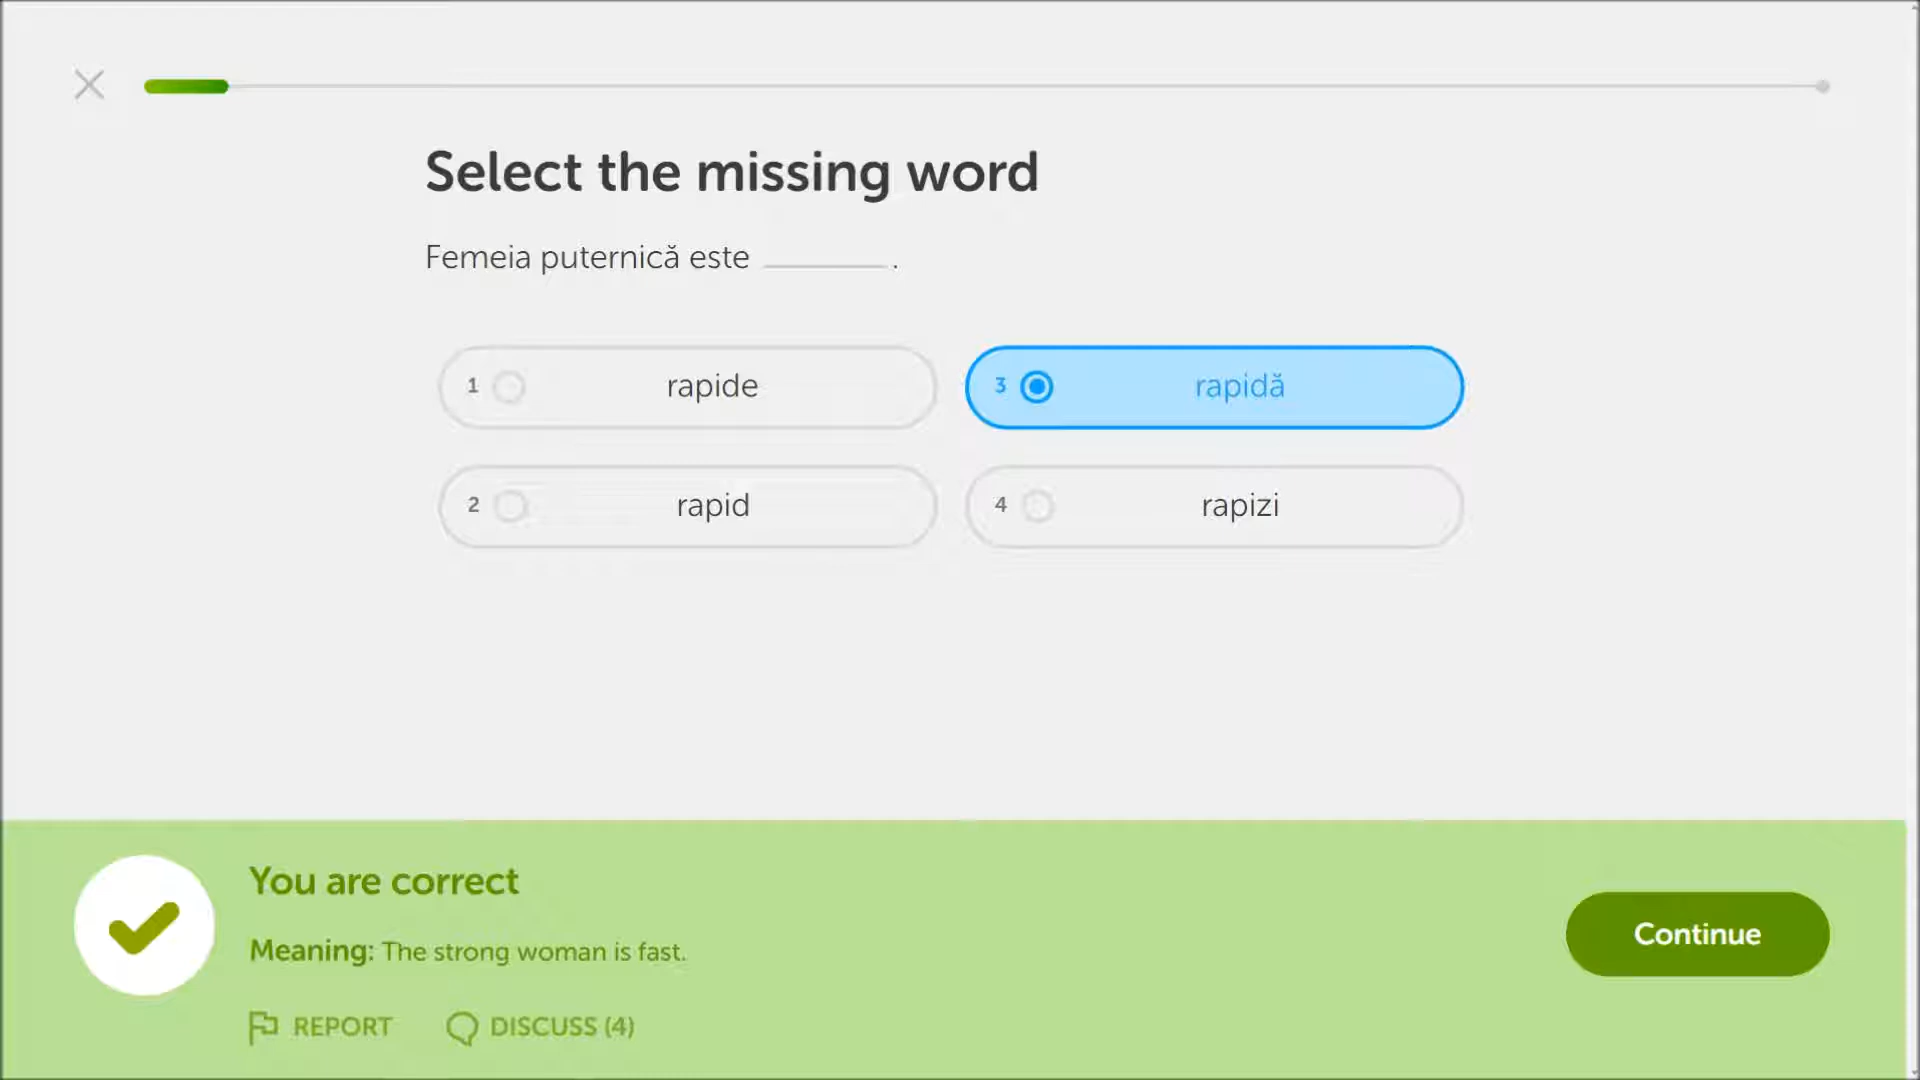 Select the missing word
Femeia puternică este ______ .
1 rapide
3 rapidă
2 rapid
4 rapizi
You are correct
Meaning: The strong woman is fast.
REPORT DISCUSS (4)
Continue